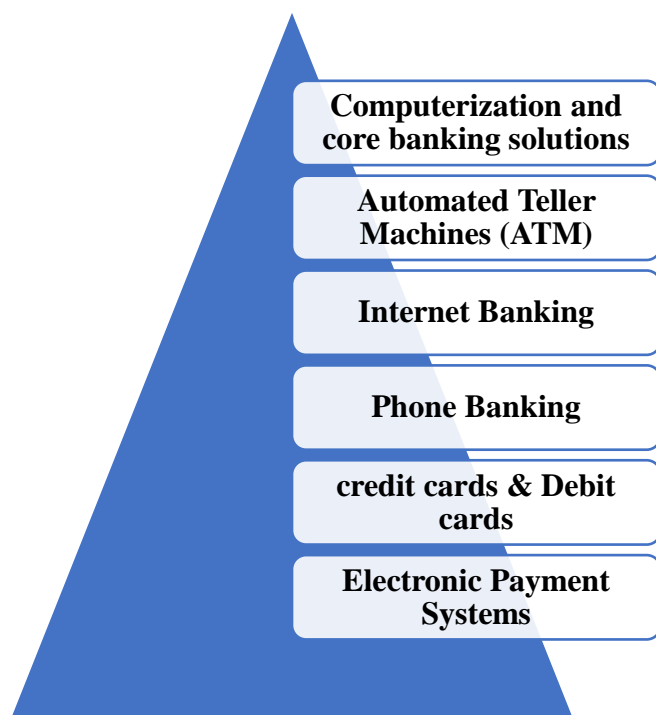 Computerization and
core banking solutions
Automated Teller
Machines (ATM)
Internet Banking
Phone Banking
credit cards & Debit
cards
Electronic Payment
Systems